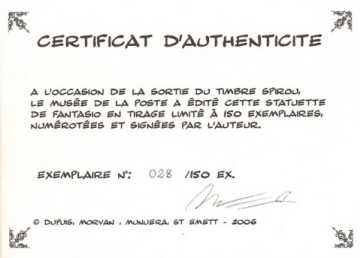 CERTIFICAT D'AUTHENTICITE
A L'OCCASION DE LA SORTIE DU TIMBRE SPIROU,
LE MUSÉE DE LA POSTE A ÉDITÉ CETTE STATUETTE
DE FANTASIO EN TIRAGE LIMITÉ À 150 EXEMPLAIRES,
NUMÉROTÉES ET SIGNÉES PAR L'AUTEUR.
EXEMPLAIRE N°: 028 /150 EX.
© DUPUIS, MORVAN, MUNUERA, ST EMETT - 2006